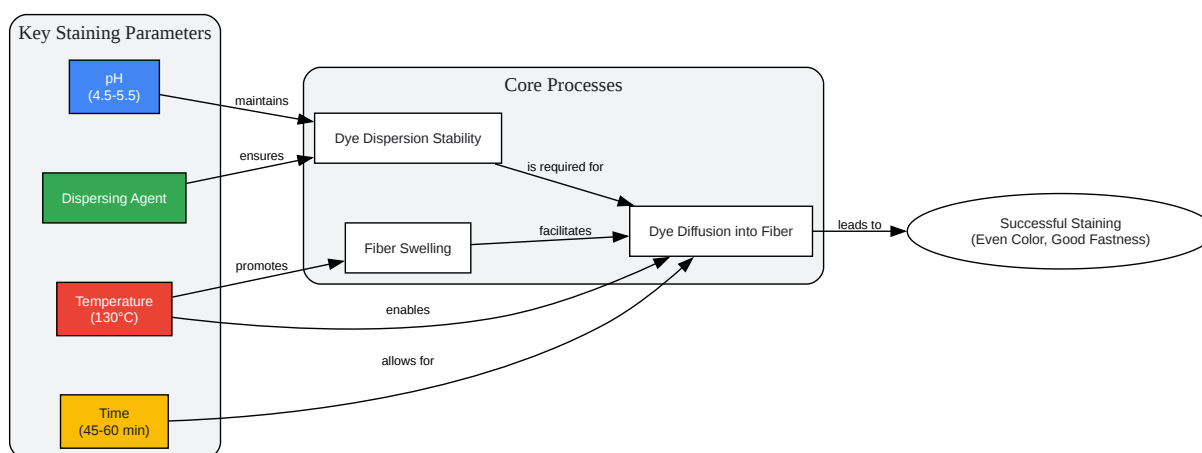 Key Staining Parameters
pH
(4.5-5.5)
Dispersing Agent
Temperature
(130°C)
Time
(45-60 min)
maintains
ensures
promotes
enables
allows for
Core Processes
Dye Dispersion Stability
Fiber Swelling
is required for
facilitates
Dye Diffusion into Fiber
leads to
Successful Staining
(Even Color, Good Fastness)